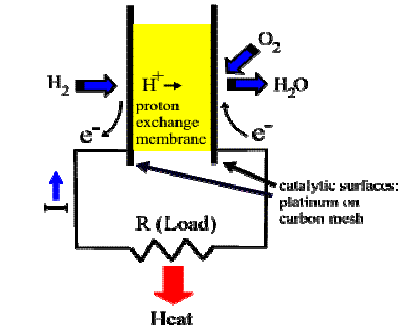 O2
H2
H+ →
H2O
proton
exchange
membrane
e-
e-
catalytic surfaces:
platinum on
carbon mesh
I
R (Load)
Heat